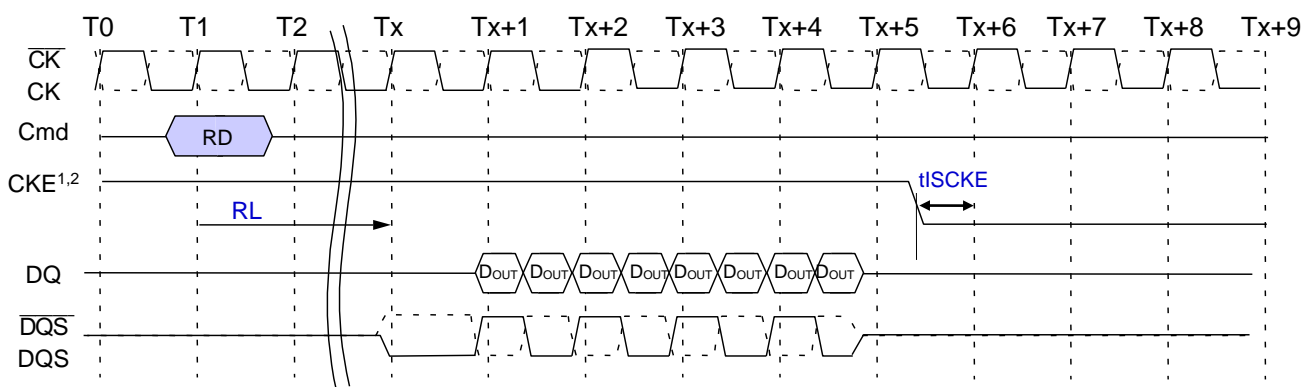 T0 T1 T2 Tx Tx+1 Tx+2 Tx+3 Tx+4 Tx+5 Tx+6 Tx+7 Tx+8 Tx+9
C̅K̅
CK
Cmd RD
CKE1,2 tISCKE
RL
DQ DOUT DOUT DOUT DOUT DOUT DOUT DOUT DOUT
D̅Q̅S̅
DQS